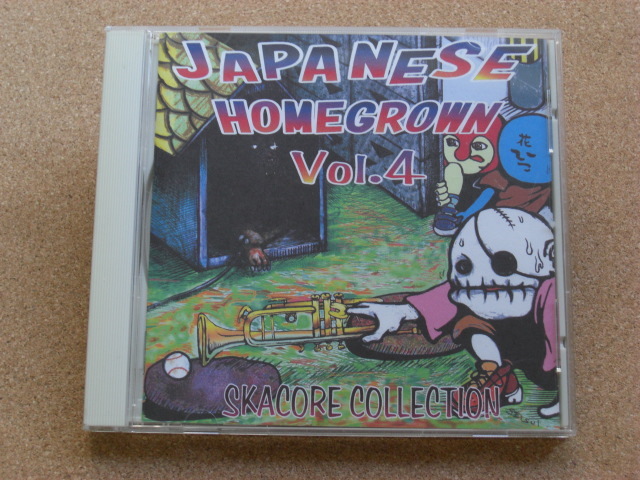 JAPANESE
HOMEGROWN
Vol.4
花
SKACORE COLLECTION